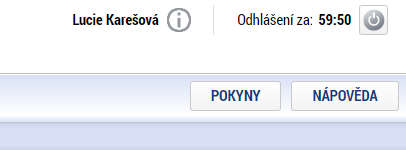 Lucie Karešová Odhlášení za: 59:50
POKYNY NÁPOVĚDA